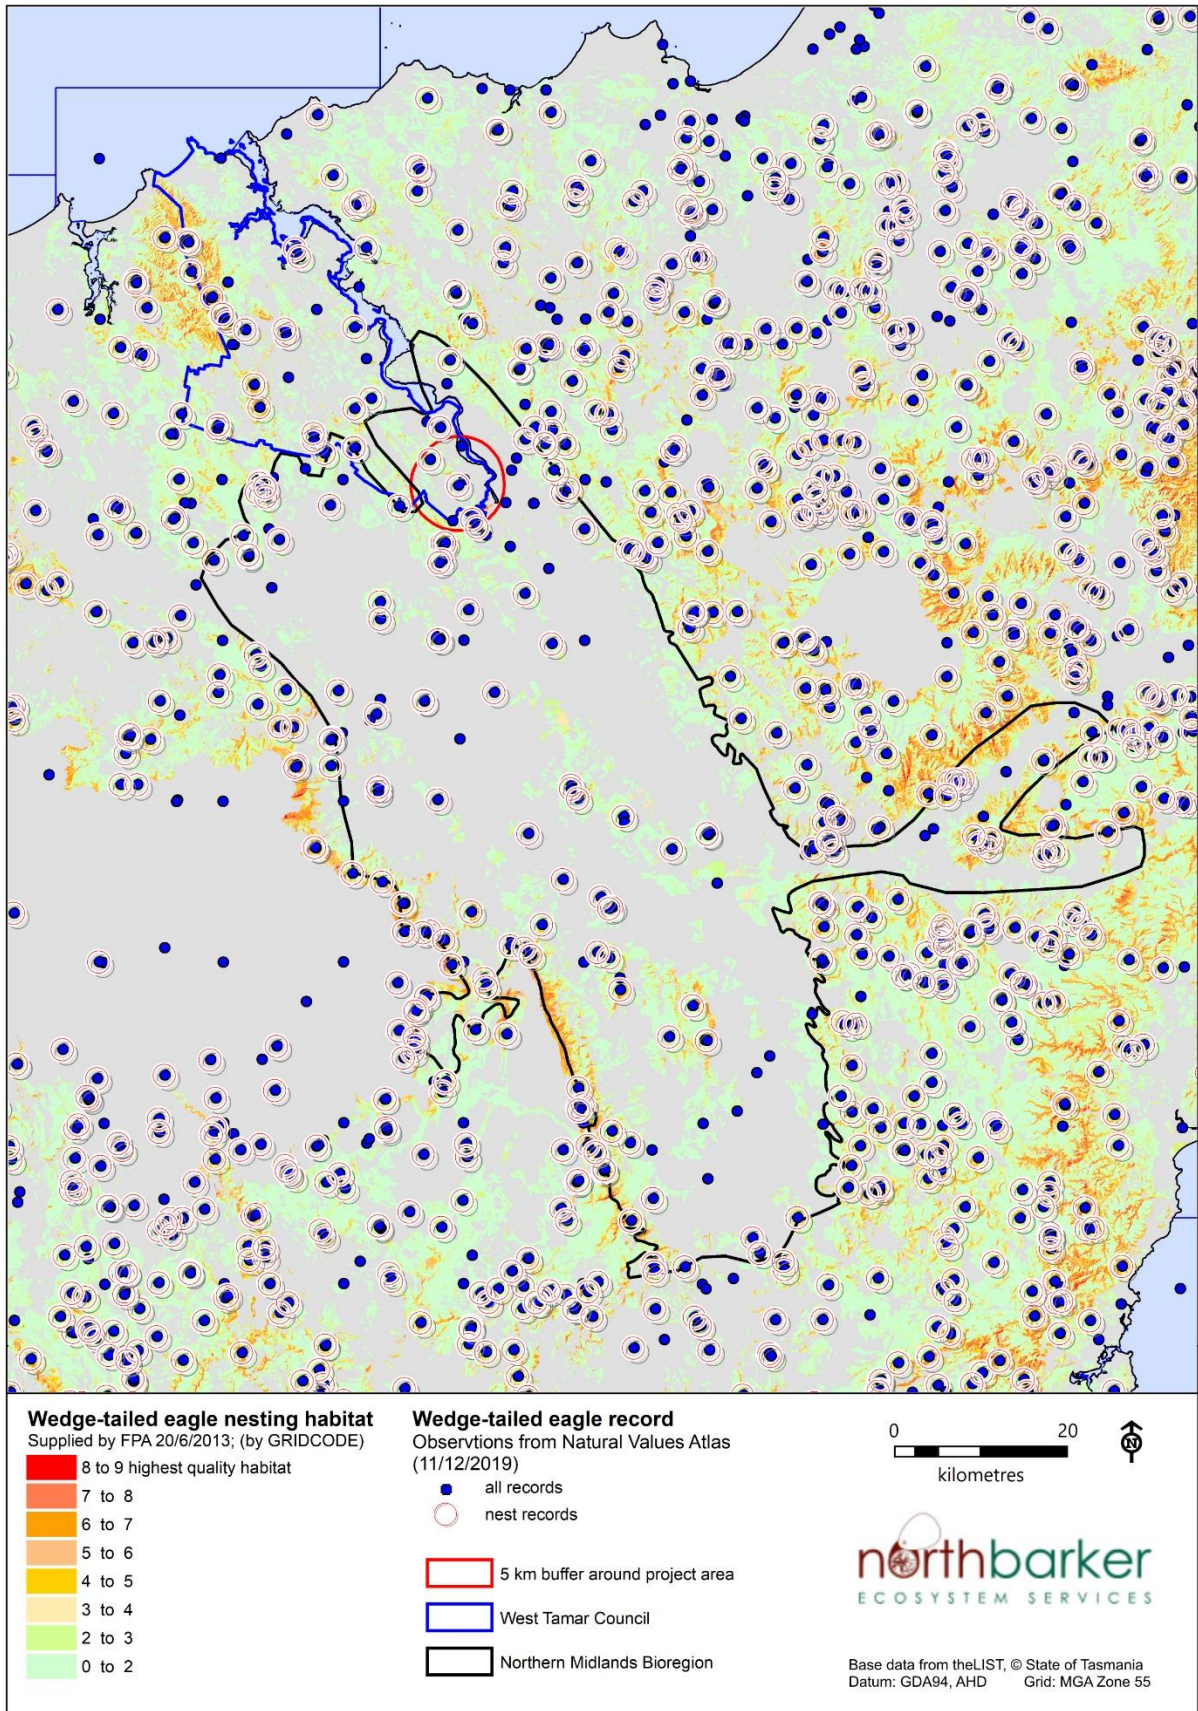 Wedge-tailed eagle nesting habitat
Supplied by FPA 20/6/2013; (by GRIDCODE)
8 to 9 highest quality habitat
7 to 8
6 to 7
5 to 6
4 to 5
3 to 4
2 to 3
0 to 2
Wedge-tailed eagle record
Observtions from Natural Values Atlas
(11/12/2019)
all records
nest records
5 km buffer around project area
West Tamar Council
Northern Midlands Bioregion
0 20
kilometres
N
northbarker
ECOSYSTEM SERVICES
Base data from theLIST, © State of Tasmania
Datum: GDA94, AHD Grid: MGA Zone 55